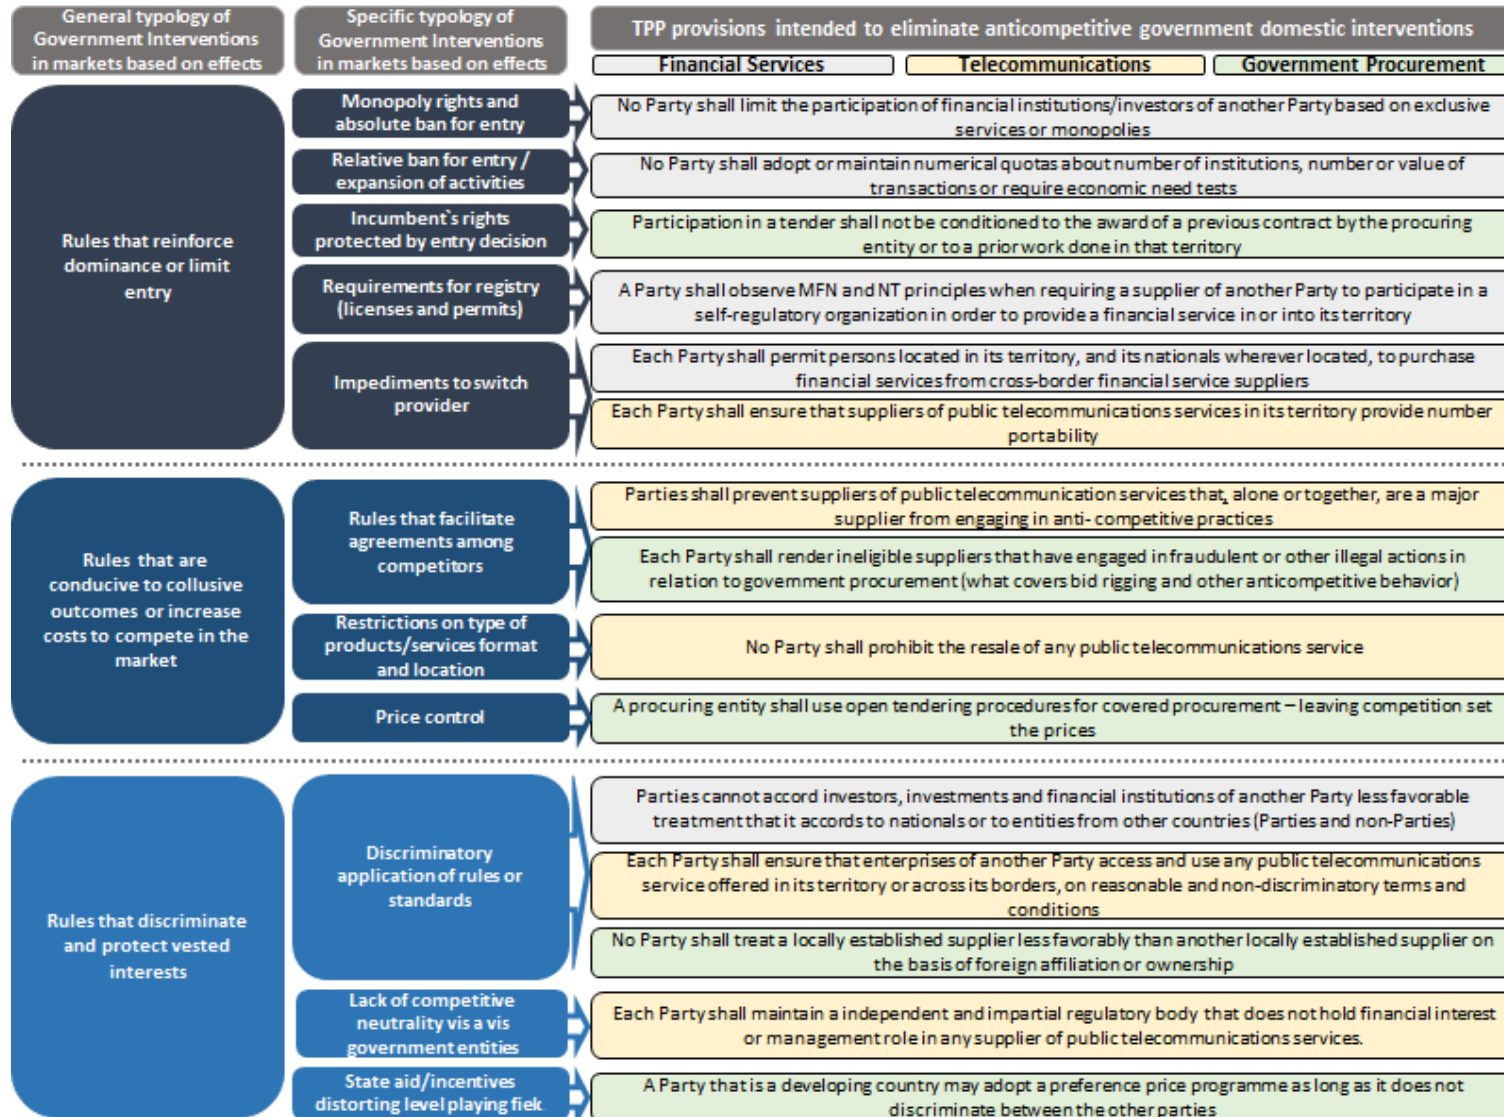 General typology of
Government Interventions
in markets based on effects
Specific typology of
Government Interventions
in markets based on effects
TPP provisions intended to eliminate anticompetitive government domestic interventions
Financial Services
Telecommunications
Government Procurement
Rules that reinforce
dominance or limit
entry
Monopoly rights and
absolute ban for entry
No Party shall limit the participation of financial institutions/investors of another Party based on exclusive
services or monopolies
Relative ban for entry /
expansion of activities
No Party shall adopt or maintain numerical quotas about number of institutions, number or value of
transactions or require economic need tests
Incumbent`s rights
protected by entry decision
Participation in a tender shall not be conditioned to the award of a previous contract by the procuring
entity or to a prior work done in that territory
Requirements for registry
(licenses and permits)
A Party shall observe MFN and NT principles when requiring a supplier of another Party to participate in a
self-regulatory organization in order to provide a financial service in or into its territory
Impediments to switch
provider
Each Party shall permit persons located in its territory, and its nationals wherever located, to purchase
financial services from cross-border financial service suppliers
Each Party shall ensure that suppliers of public telecommunications services in its territory provide number
portability
Rules that are
conducive to collusive
outcomes or increase
costs to compete in the
market
Rules that facilitate
agreements among
competitors
Parties shall prevent suppliers of public telecommunication services that, alone or together, are a major
supplier from engaging in anti- competitive practices
Each Party shall render ineligible suppliers that have engaged in fraudulent or other illegal actions in
relation to government procurement (what covers bid rigging and other anticompetitive behavior)
Restrictions on type of
products/services format
and location
No Party shall prohibit the resale of any public telecommunications service
Price control
A procuring entity shall use open tendering procedures for covered procurement – leaving competition set
the prices
Rules that discriminate
and protect vested
interests
Discriminatory
application of rules or
standards
Parties cannot accord investors, investments and financial institutions of another Party less favorable
treatment that it accords to nationals or to entities from other countries (Parties and non-Parties)
Each Party shall ensure that enterprises of another Party access and use any public telecommunications
service offered in its territory or across its borders, on reasonable and non-discriminatory terms and
conditions
No Party shall treat a locally established supplier less favorably than another locally established supplier on
the basis of foreign affiliation or ownership
Lack of competitive
neutrality vis a vis
government entities
Each Party shall maintain a independent and impartial regulatory body that does not hold financial interest
or management role in any supplier of public telecommunications services.
State aid/incentives
distorting level playing fiek
A Party that is a developing country may adopt a preference price programme as long as it does not
discriminate between the other parties